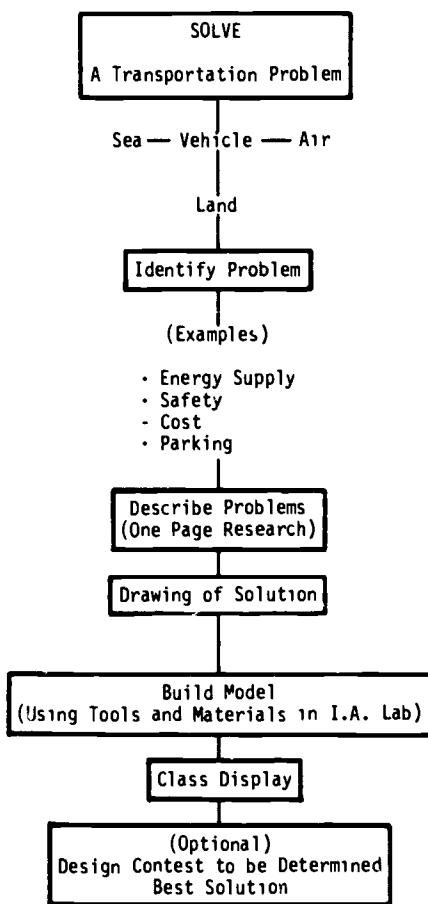 SOLVE
A Transportation Problem
Sea — Vehicle — Air
Land
Identify Problem
(Examples)
· Energy Supply
· Safety
- Cost
· Parking
Describe Problems
(One Page Research)
Drawing of Solution
Build Model
(Using Tools and Materials in I.A. Lab)
Class Display
(Optional)
Design Contest to be Determined
Best Solution